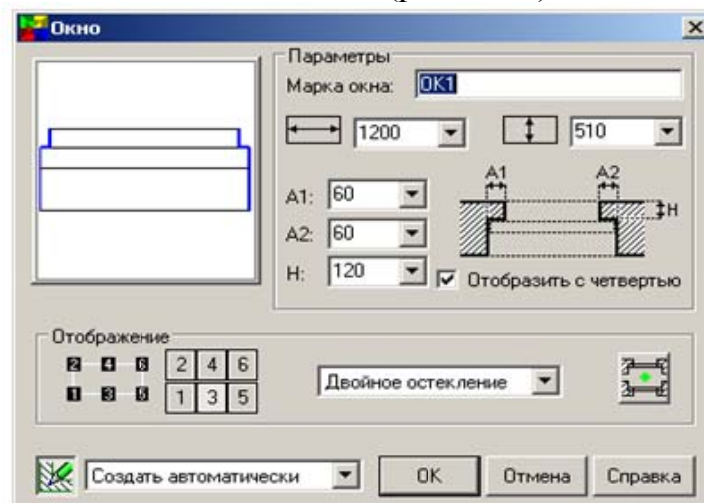 Окно
Параметры
Марка окна: ОК1
1200 510
A1: 60
A2: 60
H: 120
A1 A2
H
Отобразить с четвертью
Отображение
2 4 6 2 4 6
1 3 5 1 3 5
Двойное остекление
Создать автоматически OK Отмена Справка